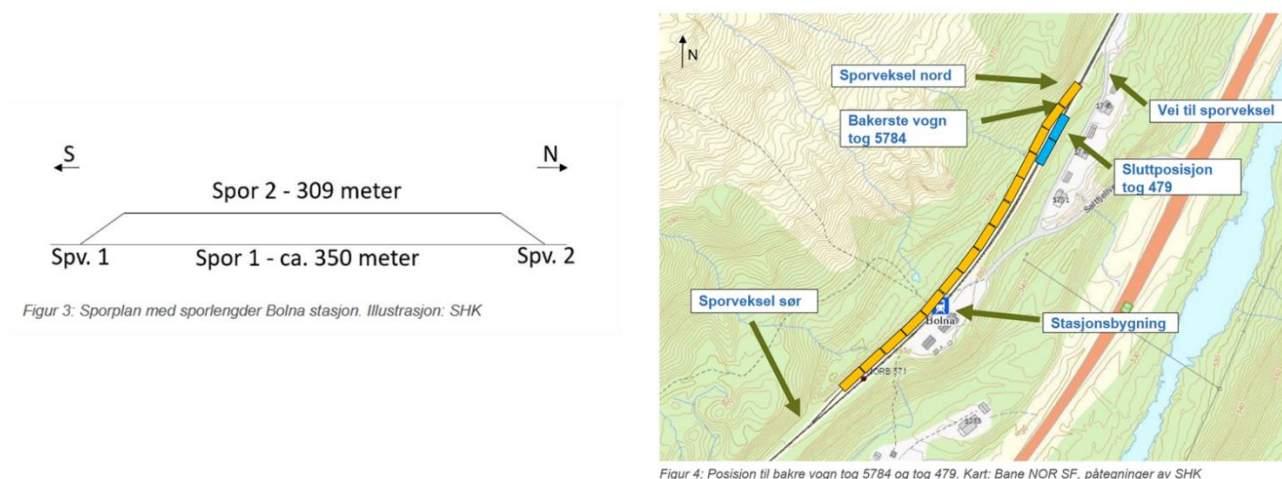 S
N
Spor 2 - 309 meter
Spv. 1
Spor 1 - ca. 350 meter
Spv. 2
Figur 3: Sporplan med sporlengder Bolna stasjon. Illustrasjon: SHK
N
Sporveksel nord
Bakerste vogn
tog 5784
Vei til sporveksel
Sluttposisjon
tog 479
Sporveksel sør
Bolna
Stasjonsbygning
Figur 4: Posisjon til bakre vogn tog 5784 og tog 479. Kart: Bane NOR SF, påtegninger av SHK